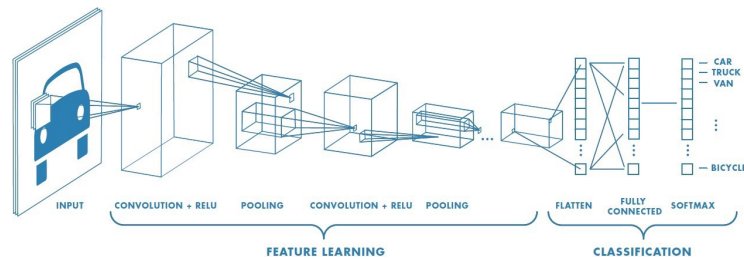 CAR
TRUCK
VAN
BICYCLE
INPUT
CONVOLUTION + RELU
POOLING
CONVOLUTION + RELU
POOLING
FLATTEN
FULLY
CONNECTED
SOFTMAX
FEATURE LEARNING
CLASSIFICATION